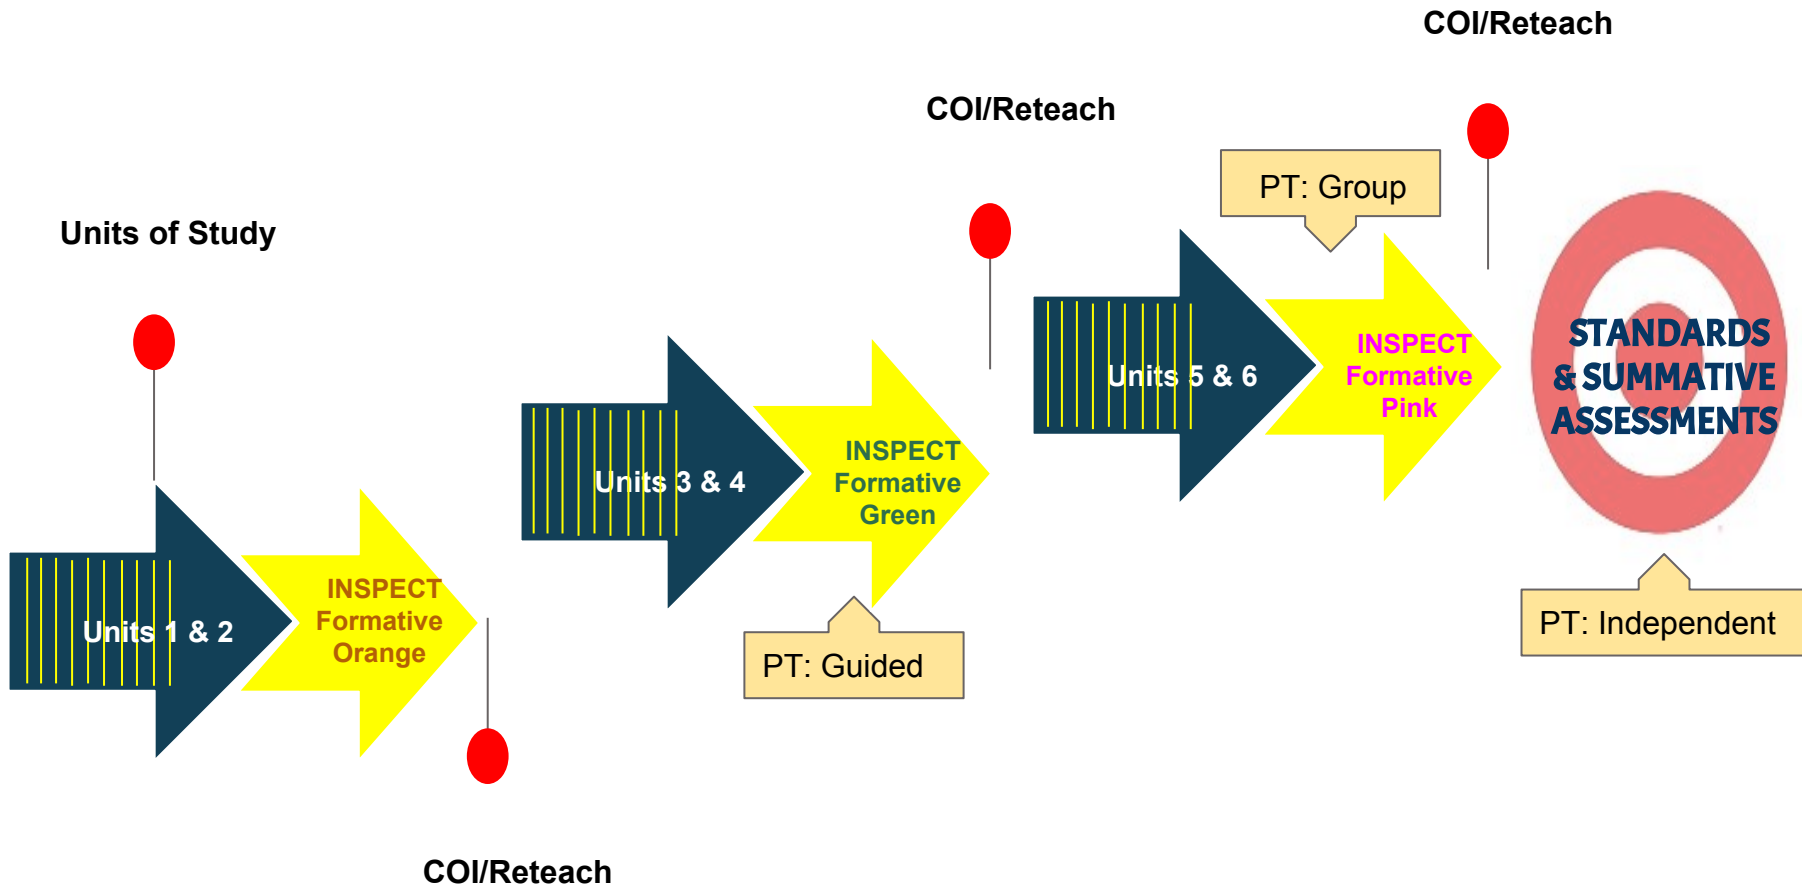 COI/Reteach
COI/Reteach
PT: Group
Units of Study
STANDARDS
& SUMMATIVE
ASSESSMENTS
INSPECT
Formative
Pink
Units 5 & 6
INSPECT
Formative
Green
Units 3 & 4
INSPECT
Formative
Orange
Units 1 & 2
PT: Independent
PT: Guided
COI/Reteach